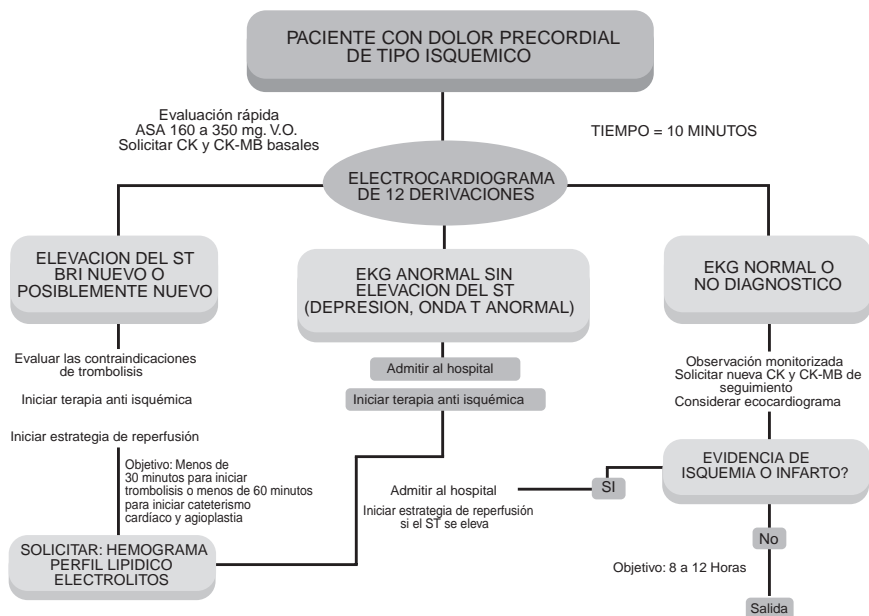 PACIENTE CON DOLOR PRECORDIAL
DE TIPO ISQUEMICO
Evaluación rápida
ASA 160 a 350 mg. V.O.
Solicitar CK y CK-MB basales
TIEMPO = 10 MINUTOS
ELECTROCARDIOGRAMA
DE 12 DERIVACIONES
ELEVACION DEL ST
BRI NUEVO O
POSIBLEMENTE NUEVO
EKG ANORMAL SIN
ELEVACION DEL ST
(DEPRESION, ONDA T ANORMAL)
EKG NORMAL O
NO DIAGNOSTICO
Evaluar las contraindicaciones
de trombolisis
Iniciar terapia anti isquémica
Iniciar estrategia de reperfusión
Objetivo: Menos de
30 minutos para iniciar
trombolisis o menos de 60 minutos
para iniciar cateterismo
cardíaco y agioplastia
SOLICITAR: HEMOGRAMA
PERFIL LIPIDICO
ELECTROLITOS
Admitir al hospital
Iniciar terapia anti isquémica
Observación monitorizada
Solicitar nueva CK y CK-MB de
seguimiento
Considerar ecocardiograma
EVIDENCIA DE
ISQUEMIA O INFARTO?
SI
Admitir al hospital
Iniciar estrategia de reperfusión
si el ST se eleva
No
Objetivo: 8 a 12 Horas
Salida